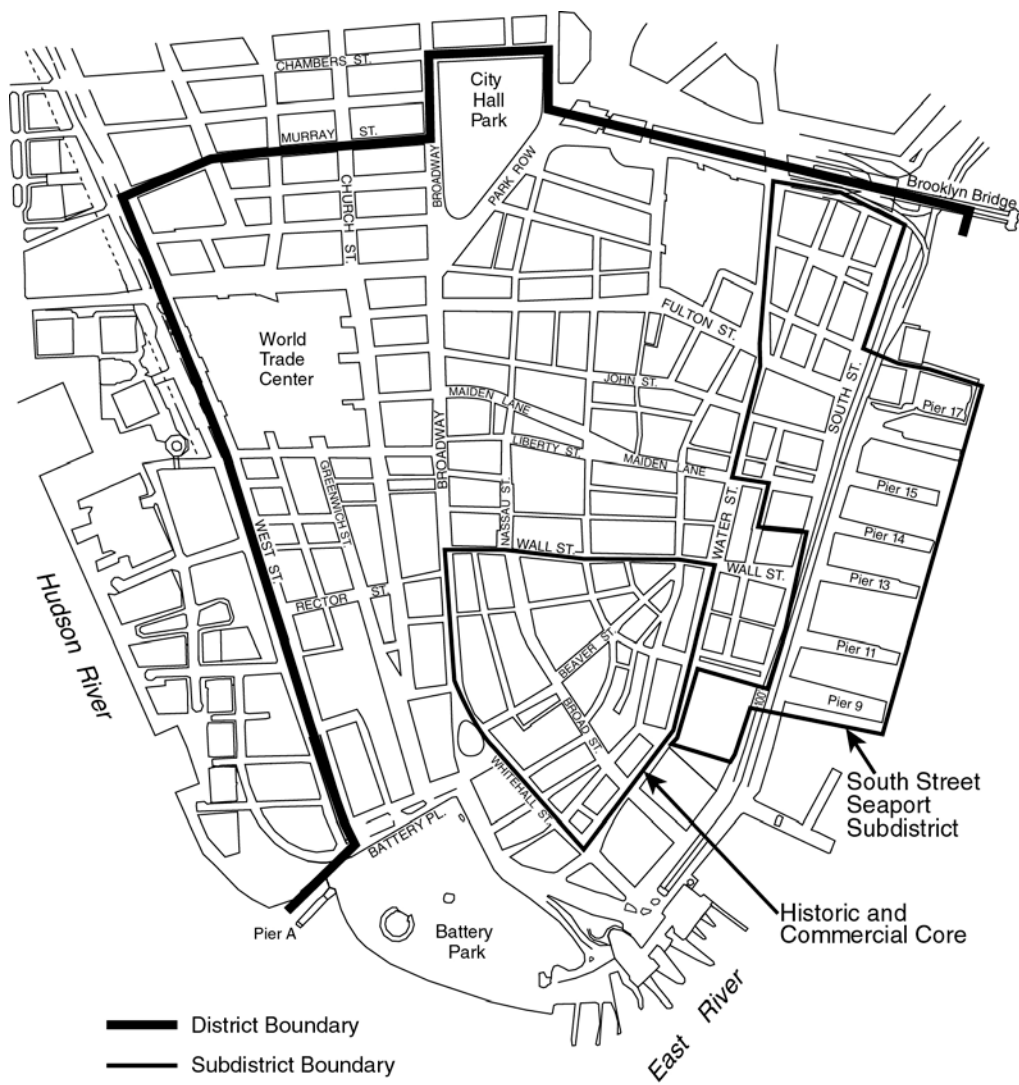 CHAMBERS ST.
City
Hall
Park
MURRAY ST.
BROADWAY
PARK ROW
Brooklyn Bridge
CHURCH ST.
World
Trade
Center
FULTON ST.
JOHN ST.
SOUTH ST.
MAIDEN LANE
Pier 17
BROADWAY
LIBERTY ST.
MAIDEN LANE
GREENWICH ST.
NASSAU ST.
WATER ST.
Pier 15
WEST ST.
WALL ST.
WALL ST.
Pier 14
Pier 13
Hudson River
RECTOR ST.
BEAVER ST.
Pier 11
BROAD ST.
100'
Pier 9
WHITEHALL ST.
BATTERY PL.
South Street
Seaport
Subdistrict
Pier A
Battery
Park
Historic and
Commercial Core
East River
District Boundary
Subdistrict Boundary